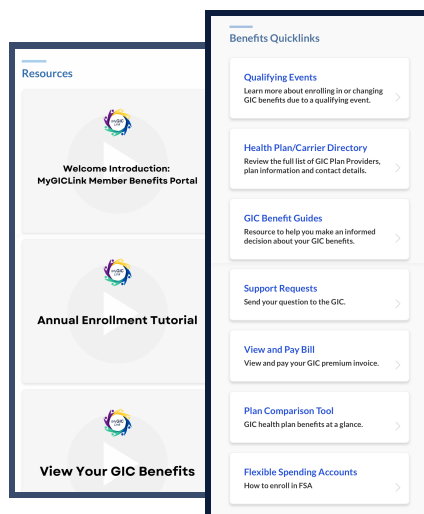 Resources
MyGIC
Link
Welcome Introduction:
MyGICLink Member Benefits Portal
MyGIC
Link
Annual Enrollment Tutorial
MyGIC
Link
View Your GIC Benefits
Benefits Quicklinks
Qualifying Events
Learn more about enrolling in or changing
GIC benefits due to a qualifying event.
Health Plan/Carrier Directory
Review the full list of GIC Plan Providers,
plan information and contact details.
GIC Benefit Guides
Resource to help you make an informed
decision about your GIC benefits.
Support Requests
Send your question to the GIC.
View and Pay Bill
View and pay your GIC premium invoice.
Plan Comparison Tool
GIC health plan benefits at a glance.
Flexible Spending Accounts
How to enroll in FSA